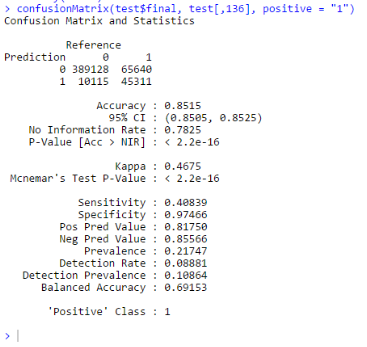 > confusionMatrix(test$final, test[,136], positive = "1")
Confusion Matrix and Statistics
Reference
Prediction 0 1
0 389128 65640
1 10115 45311
Accuracy : 0.8515
95% CI : (0.8505, 0.8525)
No Information Rate : 0.7825
P-Value [Acc > NIR] : < 2.2e-16
Kappa : 0.4675
Mcnemar's Test P-Value : < 2.2e-16
Sensitivity : 0.40839
Specificity : 0.97466
Pos Pred Value : 0.81750
Neg Pred Value : 0.85566
Prevalence : 0.21747
Detection Rate : 0.08881
Detection Prevalence : 0.10864
Balanced Accuracy : 0.69153
'Positive' Class : 1
>